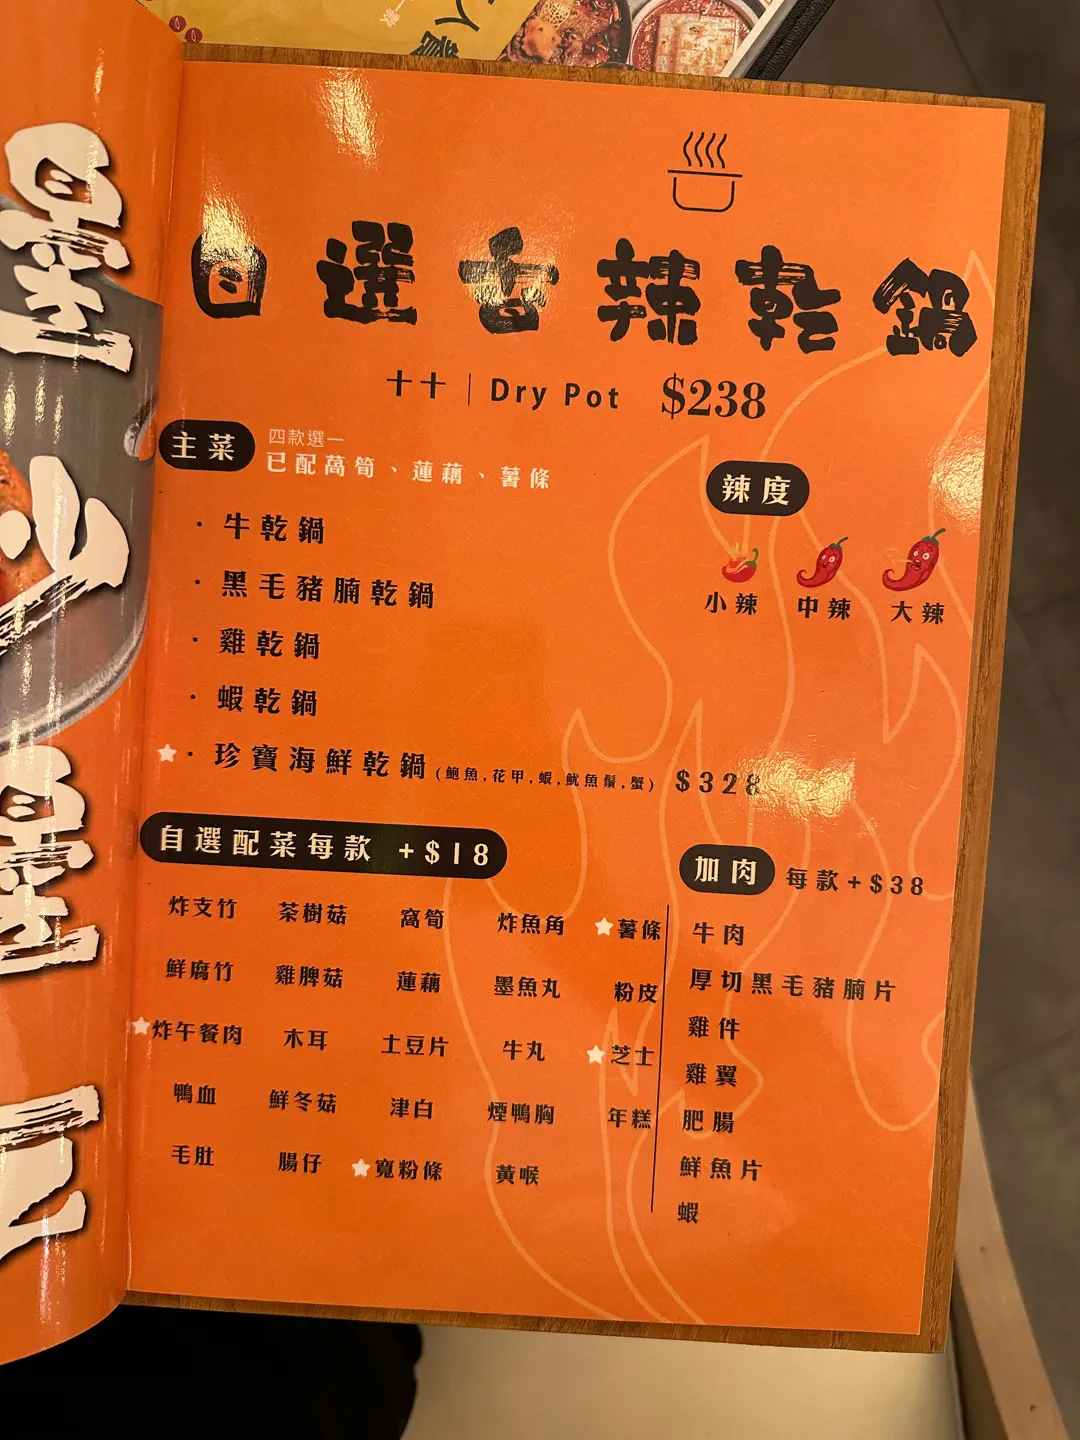 自選香辣乾鍋
十十 | Dry Pot $238
主菜 四款選一
已配萵筍、蓮藕、薯條
· 牛乾鍋
· 黑毛豬腩乾鍋
· 雞乾鍋
· 蝦乾鍋
· 珍寶海鮮乾鍋(鮑魚,花甲,蝦,魷魚鬚,蟹) $328
辣度
小辣 中辣 大辣
自選配菜每款 +$18
炸支竹 茶樹菇 窩筍 炸魚角 薯條
鮮腐竹 雞脾菇 蓮藕 墨魚丸 粉皮
炸午餐肉 木耳 土豆片 牛丸 芝士
鴨血 鮮冬菇 津白 煙鴨胸 年糕
毛肚 腸仔 寬粉條 黃喉
加肉 每款+$38
牛肉
厚切黑毛豬腩片
雞件
雞翼
肥腸
鮮魚片
蝦